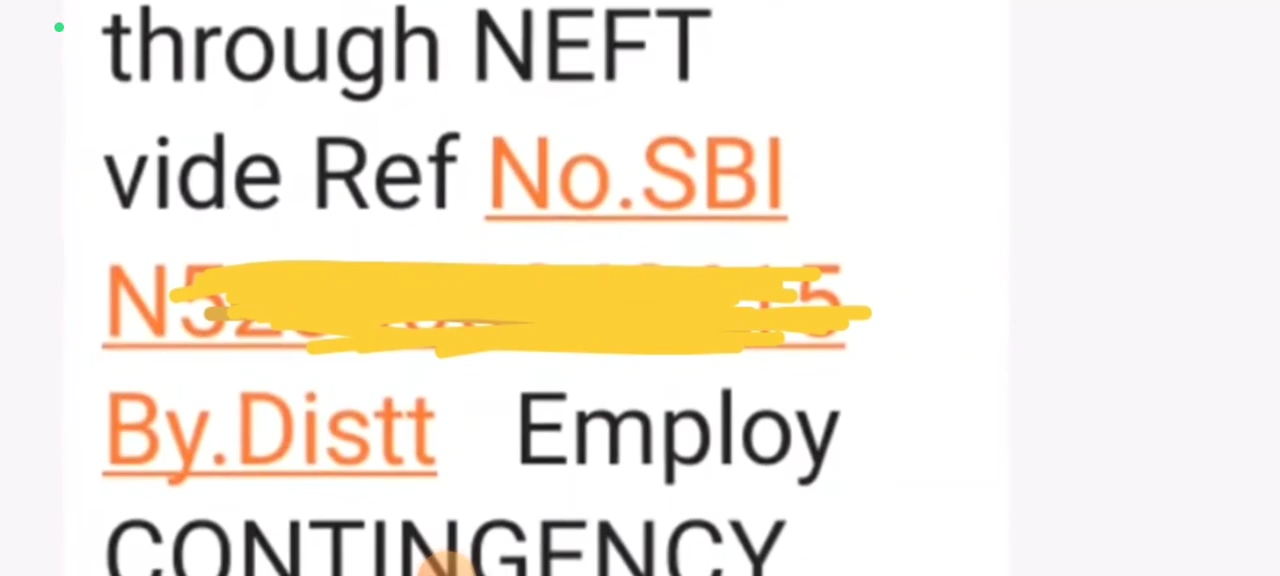 through NEFT
vide Ref No.SBI
By.Distt Employ
CONTINGENCY